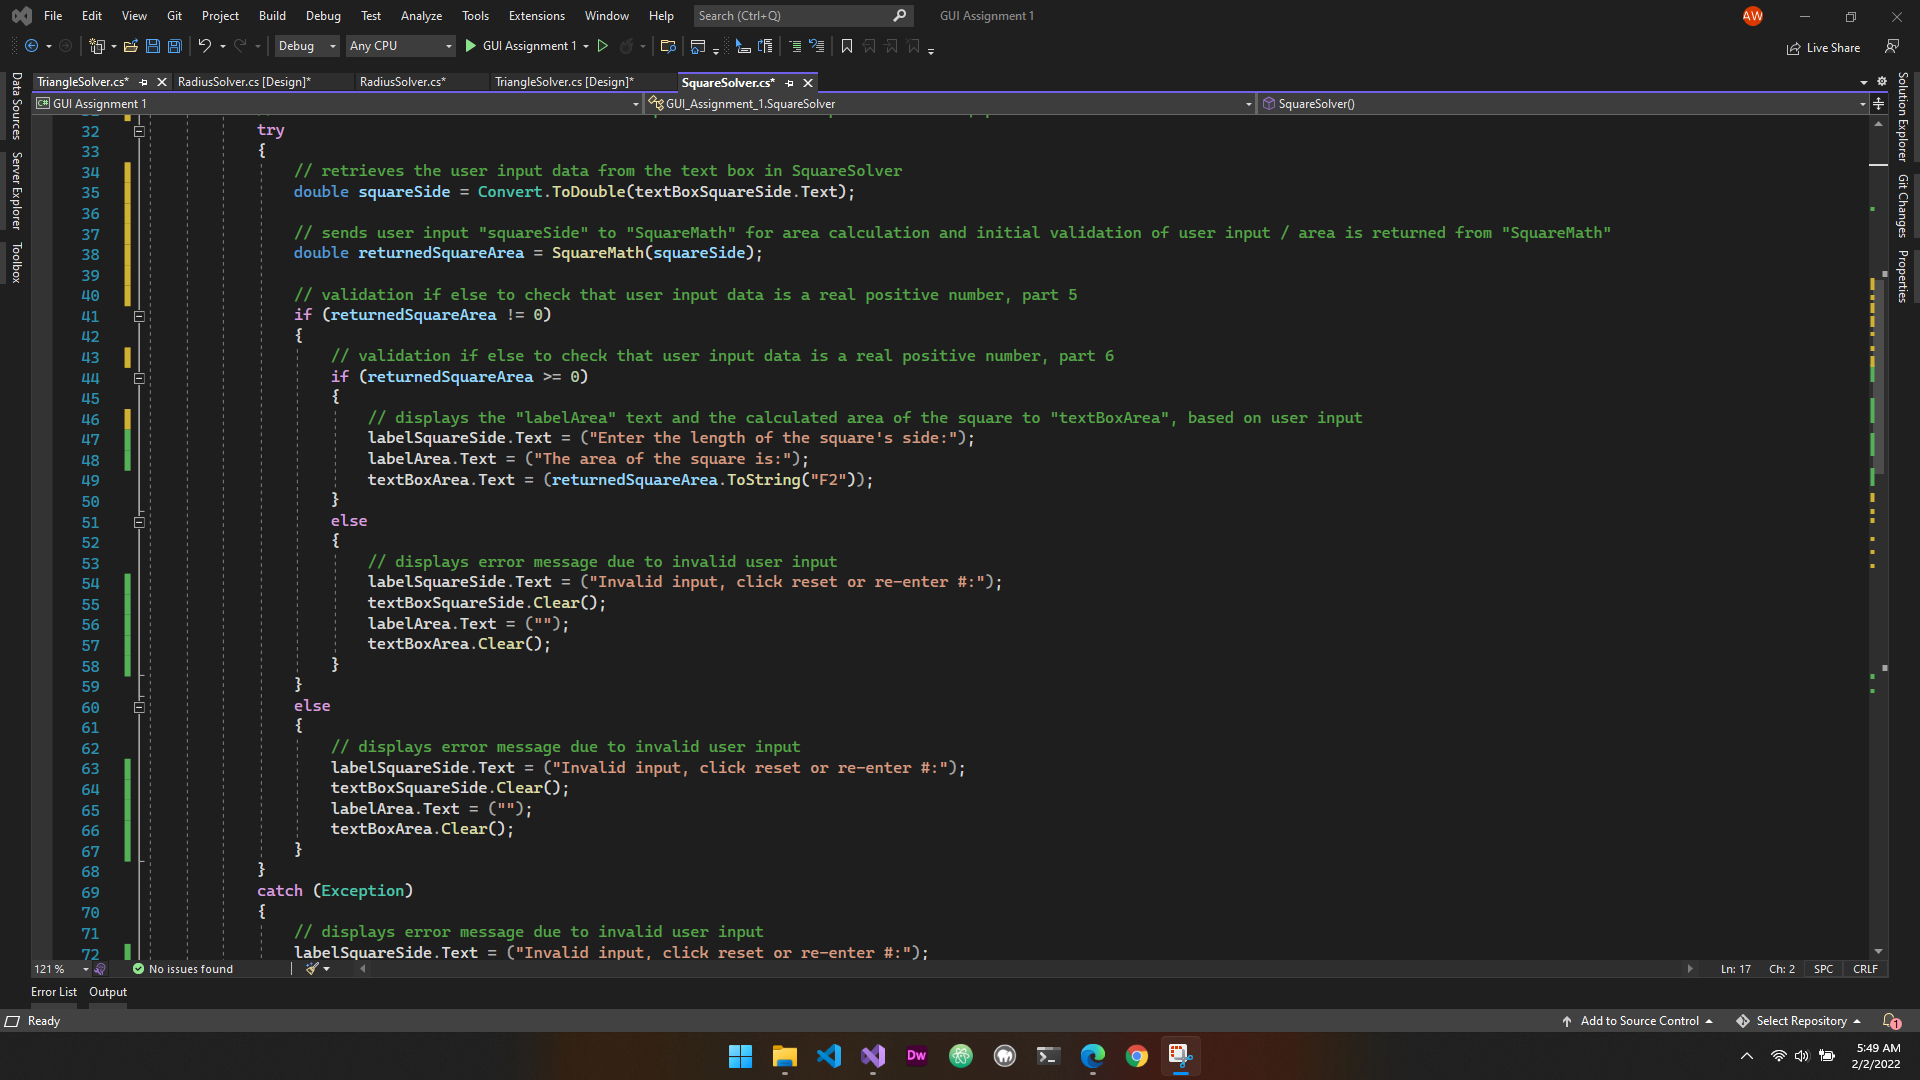 File Edit View Git Project Build Debug Test Analyze Tools Extensions Window Help Search (Ctrl+Q) GUI Assignment 1 AW
Debug Any CPU GUI Assignment 1 Live Share
TriangleSolver.cs* RadiusSolver.cs [Design]* RadiusSolver.cs* TriangleSolver.cs [Design]* SquareSolver.cs*
GUI Assignment 1 GUI_Assignment_1.SquareSolver SquareSolver()
Data Sources
Server Explorer
Toolbox
Solution Explorer
Git Changes
Properties
32 try
33 {
34 // retrieves the user input data from the text box in SquareSolver
35 double squareSide = Convert.ToDouble(textBoxSquareSide.Text);
36
37 // sends user input "squareSide" to "SquareMath" for area calculation and initial validation of user input / area is returned from "SquareMath"
38 double returnedSquareArea = SquareMath(squareSide);
39
40 // validation if else to check that user input data is a real positive number, part 5
41 if (returnedSquareArea != 0)
42 {
43 // validation if else to check that user input data is a real positive number, part 6
44 if (returnedSquareArea >= 0)
45 {
46 // displays the "labelArea" text and the calculated area of the square to "textBoxArea", based on user input
47 labelSquareSide.Text = ("Enter the length of the square's side:");
48 labelArea.Text = ("The area of the square is:");
49 textBoxArea.Text = (returnedSquareArea.ToString("F2"));
50 }
51 else
52 {
53 // displays error message due to invalid user input
54 labelSquareSide.Text = ("Invalid input, click reset or re-enter #:");
55 textBoxSquareSide.Clear();
56 labelArea.Text = ("");
57 textBoxArea.Clear();
58 }
59 }
60 else
61 {
62 // displays error message due to invalid user input
63 labelSquareSide.Text = ("Invalid input, click reset or re-enter #:");
64 textBoxSquareSide.Clear();
65 labelArea.Text = ("");
66 textBoxArea.Clear();
67 }
68 }
69 catch (Exception)
70 {
71 // displays error message due to invalid user input
72 labelSquareSide.Text = ("Invalid input, click reset or re-enter #:");
121 % No issues found Ln: 17 Ch: 2 SPC CRLF
Error List Output
Ready Add to Source Control Select Repository 1
Dw
5:49 AM
2/2/2022